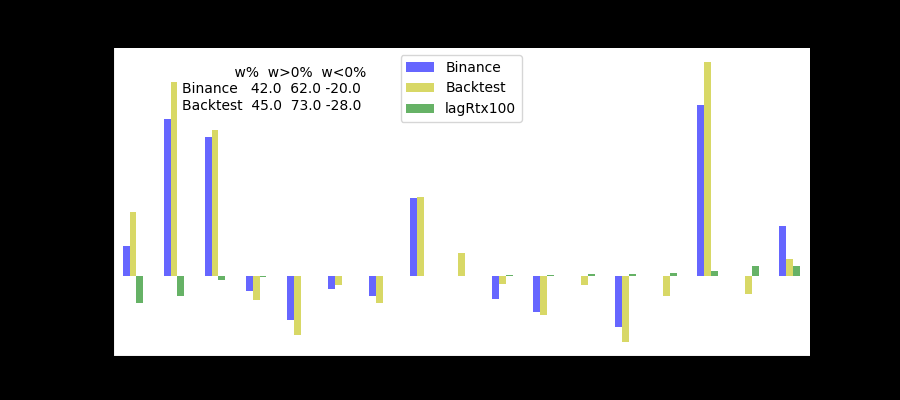 w% w>0% w<0%
Binance 42.0 62.0 -20.0
Backtest 45.0 73.0 -28.0
Binance
Backtest
lagRtx100